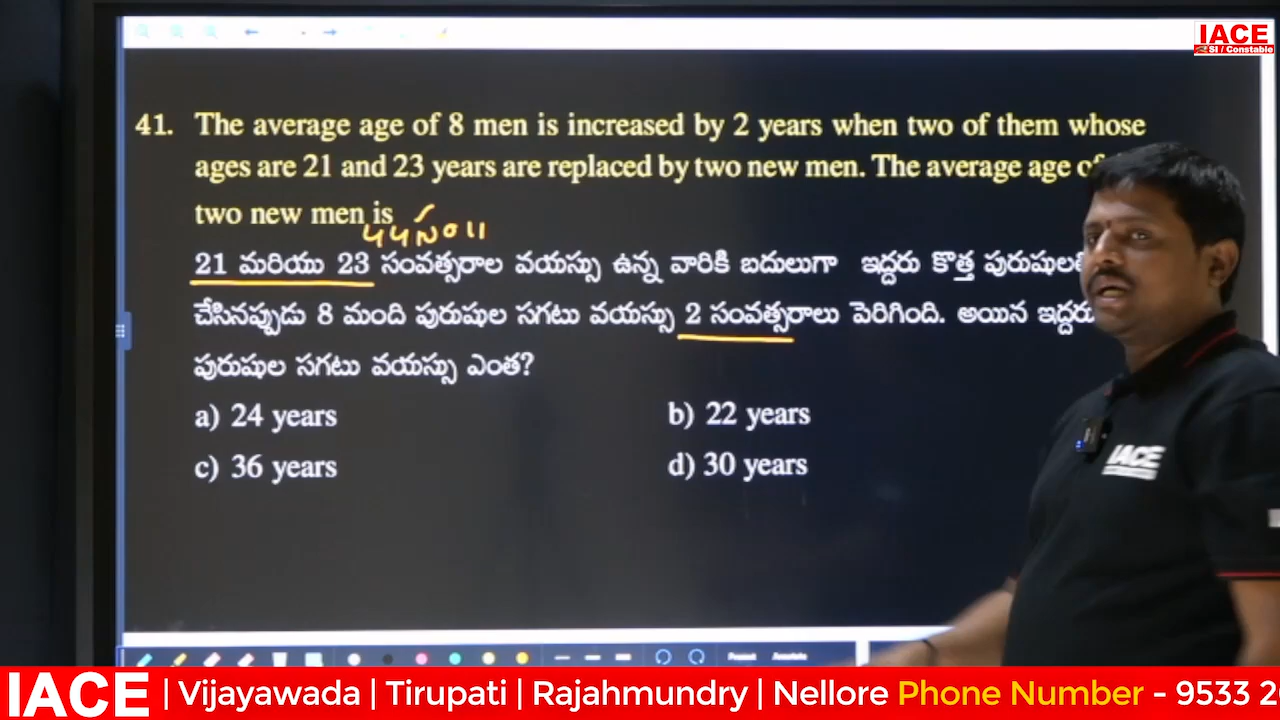 IACE
SI / Constable
41. The average age of 8 men is increased by 2 years when two of them whose
ages are 21 and 23 years are replaced by two new men. The average age of
two new men is
44సం॥
21 మరియు 23 సంవత్సరాల వయస్సు ఉన్న వారికి బదులుగా ఇద్దరు కొత్త
చేసినప్పుడు 8 మంది పురుషుల సగటు వయస్సు 2 సంవత్సరాలు పెరిగింది. అయిన
పురుషుల సగటు వయస్సు ఎంత?
a) 24 years b) 22 years
c) 36 years d) 30 years
IACE
IACE | Vijayawada | Tirupati | Rajahmundry | Nellore Phone Number - 9533 2